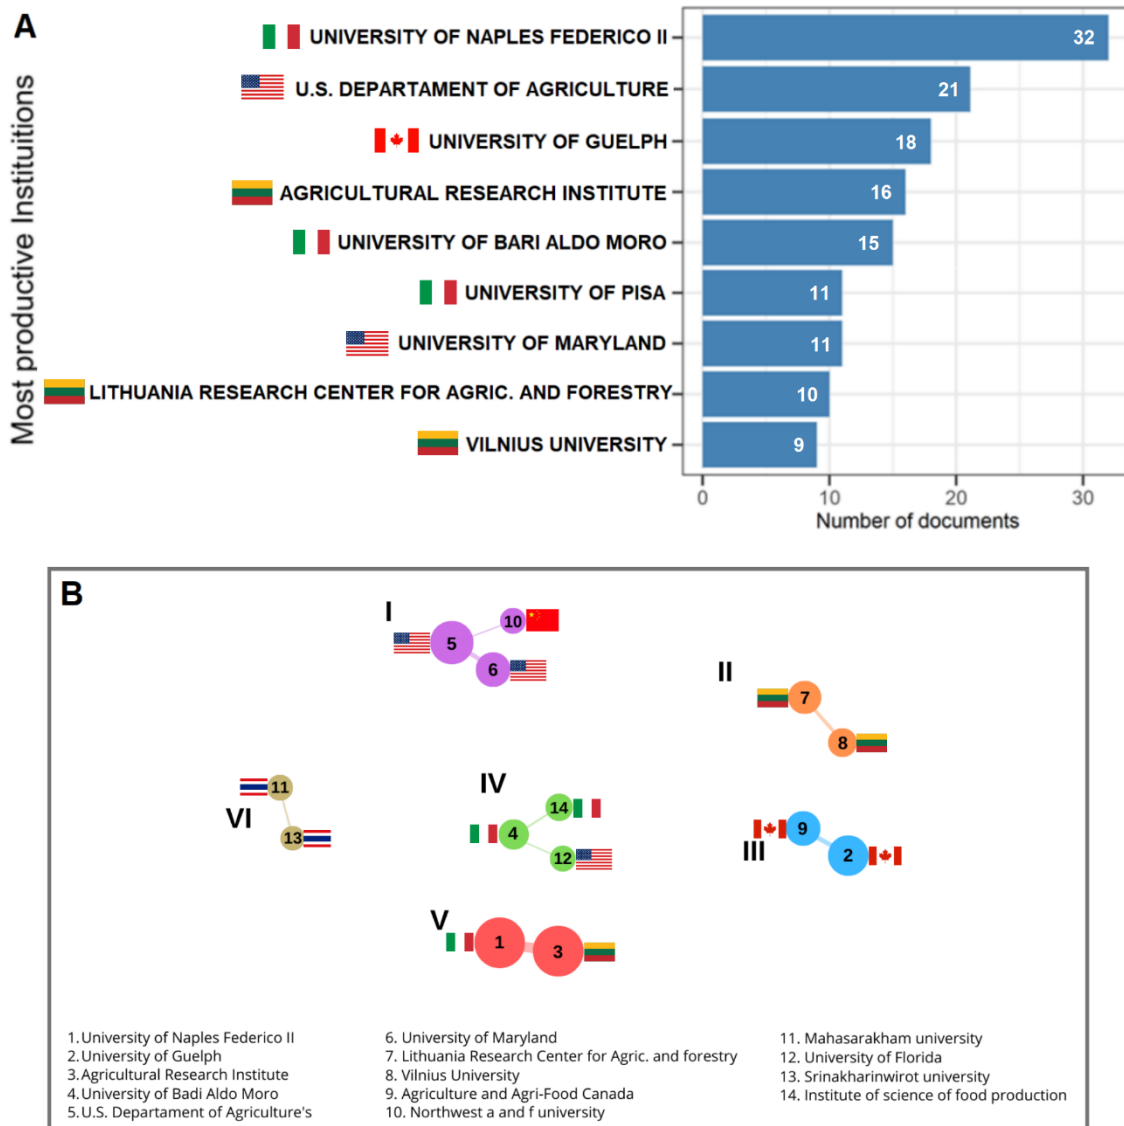 A
Most productive Instituitions
UNIVERSITY OF NAPLES FEDERICO II
32
U.S. DEPARTAMENT OF AGRICULTURE
21
UNIVERSITY OF GUELPH
18
AGRICULTURAL RESEARCH INSTITUTE
16
UNIVERSITY OF BARI ALDO MORO
15
UNIVERSITY OF PISA
11
UNIVERSITY OF MARYLAND
11
LITHUANIA RESEARCH CENTER FOR AGRIC. AND FORESTRY
10
VILNIUS UNIVERSITY
9
0 10 20 30
Number of documents
B
I
5
10
6
II
7
8
VI
11
13
IV
14
4
12
III
9
2
V
1
3
1. University of Naples Federico II
2. University of Guelph
3. Agricultural Research Institute
4. University of Badi Aldo Moro
5. U.S. Departament of Agriculture's
6. University of Maryland
7. Lithuania Research Center for Agric. and forestry
8. Vilnius University
9. Agriculture and Agri-Food Canada
10. Northwest a and f university
11. Mahasarakham university
12. University of Florida
13. Srinakharinwirot university
14. Institute of science of food production